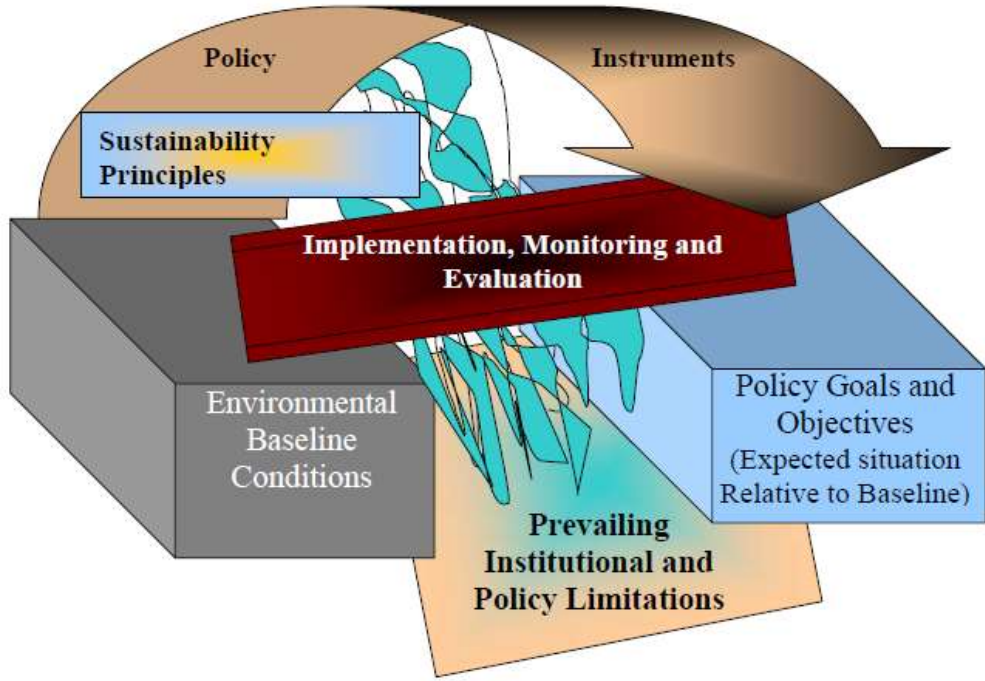 Policy
Instruments
Sustainability
Principles
Implementation, Monitoring and
Evaluation
Environmental
Baseline
Conditions
Policy Goals and
Objectives
(Expected situation
Relative to Baseline)
Prevailing
Institutional and
Policy Limitations